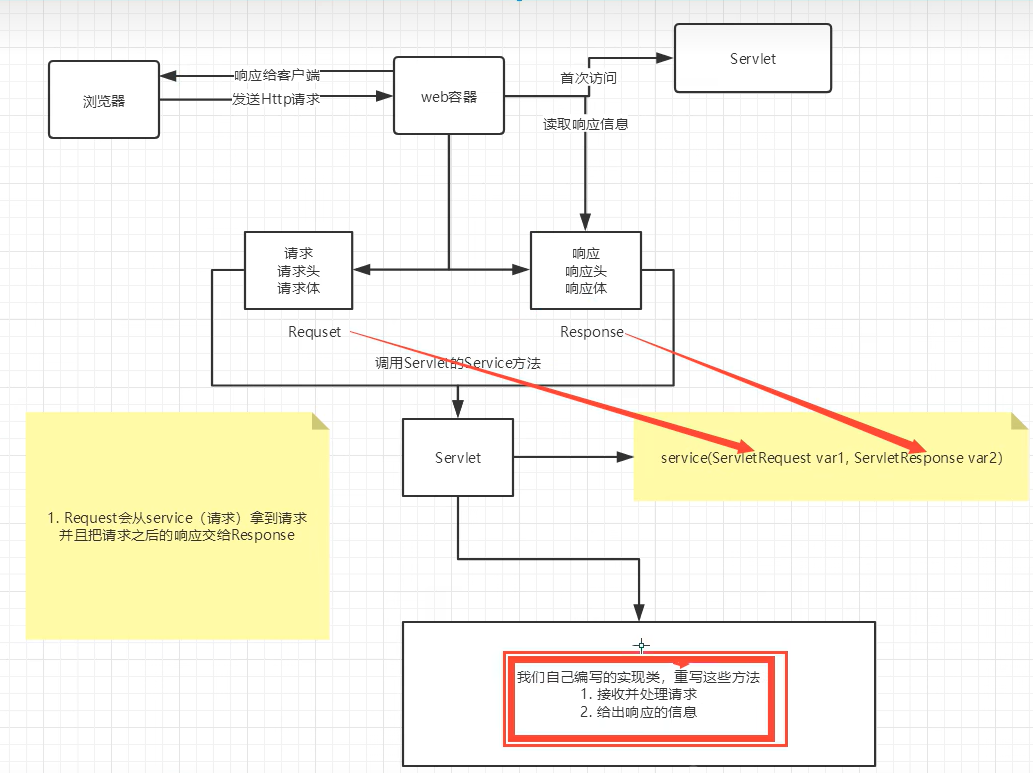 响应给客户端
发送Http请求
浏览器
web容器
首次访问
Servlet
读取响应信息
请求
请求头
请求体
响应
响应头
响应体
Requset
Response
调用Servlet的Service方法
Servlet
service(ServletRequest var1, ServletResponse var2)
1. Request会从service（请求）拿到请求
并且把请求之后的响应交给Response
我们自己编写的实现类，重写这些方法
1. 接收并处理请求
2. 给出响应的信息